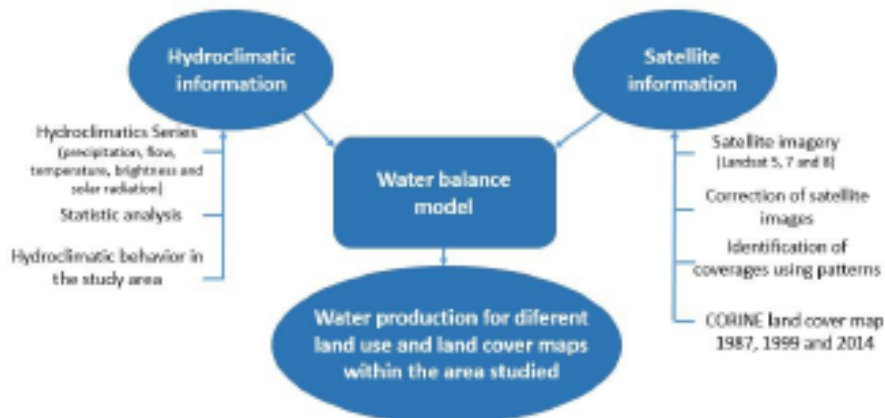 Hydroclimatic
information
Satellite
information
Hydroclimatics Series
(precipitation, flow,
temperature, brightness and
solar radiation)
Statistic analysis
Hydroclimatic behavior in
the study area
Water balance
model
Satellite imagery
(Landsat 5, 7 and 8)
Correction of satellite
images
Identification of
coverages using patterns
CORINE land cover map
1987, 1999 and 2014
Water production for diferent
land use and land cover maps
within the area studied